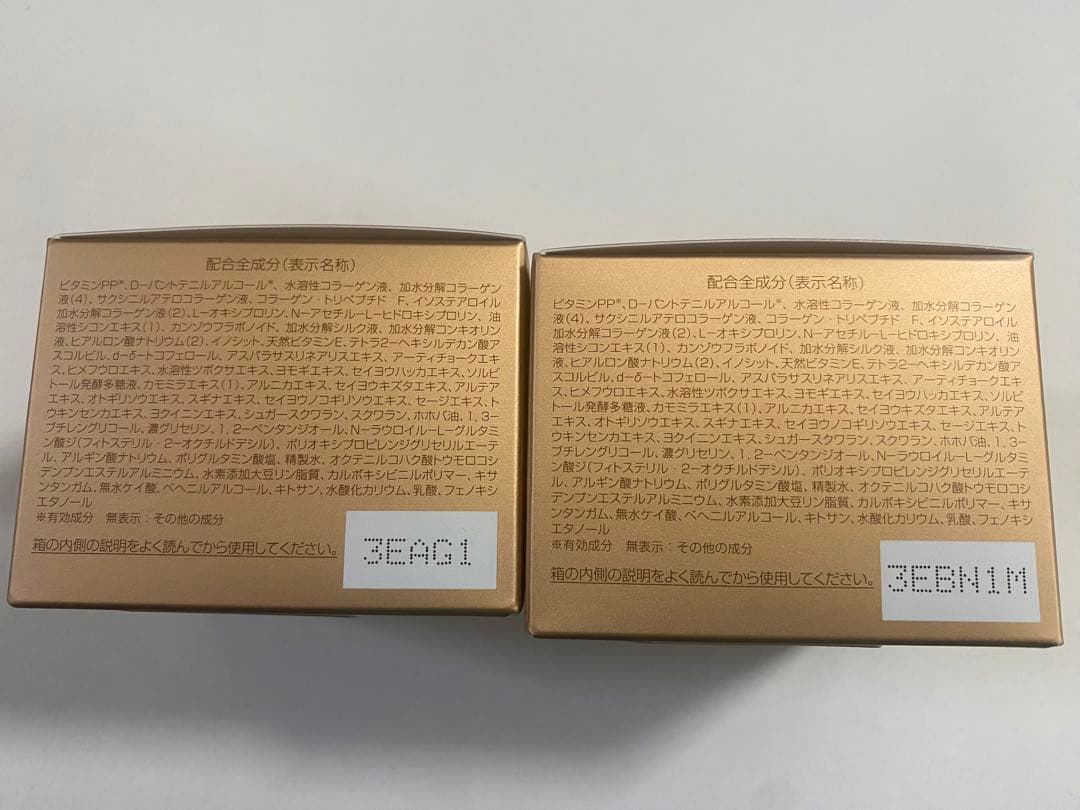 配合全成分(表示名称)
ビタミンPP※、D-パントテニルアルコール※、水溶性コラーゲン液、加水分解コラーゲン
液(4)、サクシニルアテロコラーゲン液、コラーゲン・トリペプチド F、イソステアロイル
加水分解コラーゲン液(2)、L-オキシプロリン、N-アセチル-L-ヒドロキシプロリン、油
溶性シコンエキス(1)、カンゾウフラボノイド、加水分解シルク液、加水分解コンキオリン
液、ヒアルロン酸ナトリウム(2)、イノシット、天然ビタミンE、テトラ2-ヘキシルデカン酸ア
スコルビル、d-δ-トコフェロール、アスパラサスリネアリスエキス、アーティチョークエキ
ス、ヒメフウロエキス、水溶性ツボクサエキス、ヨモギエキス、セイヨウハッカエキス、ソルビ
トール発酵多糖液、カモミラエキス(1)、アルニカエキス、セイヨウキズタエキス、アルテア
エキス、オトギリソウエキス、スギナエキス、セイヨウノコギリソウエキス、セージエキス、ト
ウキンセンカエキス、ヨクイニンエキス、シュガースクワラン、スクワラン、ホホバ油、1，3-
ブチレングリコール、濃グリセリン、1，2-ペンタンジオール、N-ラウロイル-L-グルタミ
ン酸ジ(フィトステリル・2-オクチルドデシル)、ポリオキシプロピレンジグリセリルエーテ
ル、アルギン酸ナトリウム、ポリグルタミン酸塩、精製水、オクテニルコハク酸トウモロコシ
デンプンエステルアルミニウム、水素添加大豆リン脂質、カルボキシビニルポリマー、キサ
ンタンガム、無水ケイ酸、ベヘニルアルコール、キトサン、水酸化カリウム、乳酸、フェノキシ
エタノール
※有効成分 無表示：その他の成分
箱の内側の説明をよく読んでから使用してください。
3EAG1
配合全成分(表示名称)
ビタミンPP※、D-パントテニルアルコール※、水溶性コラーゲン液、加水分解コラーゲン
液(4)、サクシニルアテロコラーゲン液、コラーゲン・トリペプチド F、イソステアロイル
加水分解コラーゲン液(2)、L-オキシプロリン、N-アセチル-L-ヒドロキシプロリン、油
溶性シコンエキス(1)、カンゾウフラボノイド、加水分解シルク液、加水分解コンキオリン
液、ヒアルロン酸ナトリウム(2)、イノシット、天然ビタミンE、テトラ2-ヘキシルデカン酸ア
スコルビル、d-δ-トコフェロール、アスパラサスリネアリスエキス、アーティチョークエキ
ス、ヒメフウロエキス、水溶性ツボクサエキス、ヨモギエキス、セイヨウハッカエキス、ソルビ
トール発酵多糖液、カモミラエキス(1)、アルニカエキス、セイヨウキズタエキス、アルテア
エキス、オトギリソウエキス、スギナエキス、セイヨウノコギリソウエキス、セージエキス、ト
ウキンセンカエキス、ヨクイニンエキス、シュガースクワラン、スクワラン、ホホバ油、1，3-
ブチレングリコール、濃グリセリン、1，2-ペンタンジオール、N-ラウロイル-L-グルタミ
ン酸ジ(フィトステリル・2-オクチルドデシル)、ポリオキシプロピレンジグリセリルエーテ
ル、アルギン酸ナトリウム、ポリグルタミン酸塩、精製水、オクテニルコハク酸トウモロコシ
デンプンエステルアルミニウム、水素添加大豆リン脂質、カルボキシビニルポリマー、キサ
ンタンガム、無水ケイ酸、ベヘニルアルコール、キトサン、水酸化カリウム、乳酸、フェノキシ
エタノール
※有効成分 無表示：その他の成分
箱の内側の説明をよく読んでから使用してください。
3EBN1M